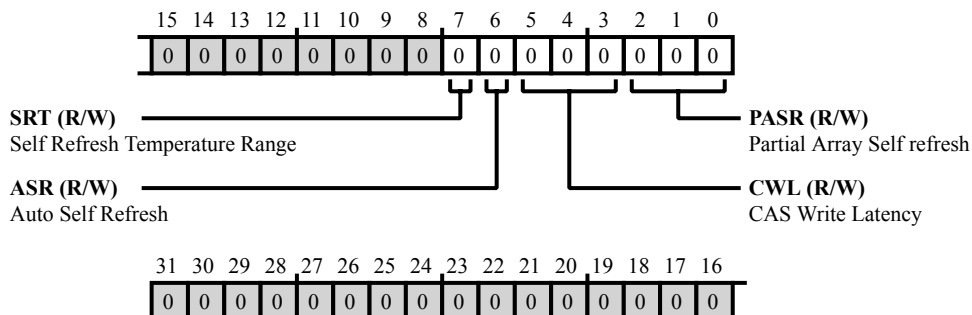 15 14 13 12 11 10 9 8 7 6 5 4 3 2 1 0
0 0 0 0 0 0 0 0 0 0 0 0 0 0 0 0
SRT (R/W)
Self Refresh Temperature Range
PASR (R/W)
Partial Array Self refresh
ASR (R/W)
Auto Self Refresh
CWL (R/W)
CAS Write Latency
31 30 29 28 27 26 25 24 23 22 21 20 19 18 17 16
0 0 0 0 0 0 0 0 0 0 0 0 0 0 0 0